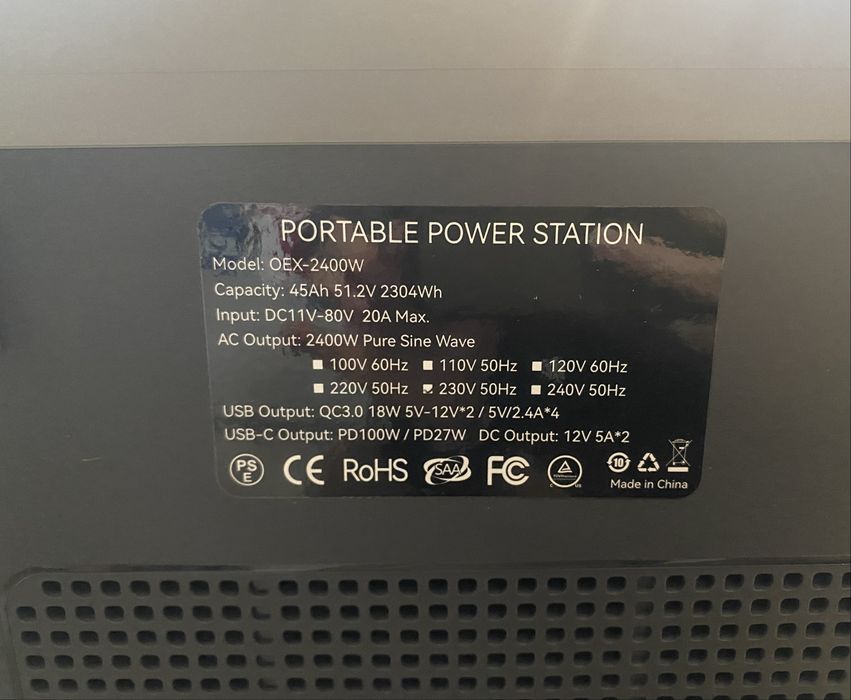 PORTABLE POWER STATION
Model: OEX-2400W
Capacity: 45Ah 51.2V 2304Wh
Input: DC11V-80V 20A Max.
AC Output: 2400W Pure Sine Wave
100V 60Hz 110V 50Hz 120V 60Hz
220V 50Hz 230V 50Hz 240V 50Hz
USB Output: QC3.0 18W 5V-12V*2 / 5V/2.4A*4
USB-C Output: PD100W / PD27W DC Output: 12V 5A*2
PS E CE RoHS SAA FC 10
Made in China